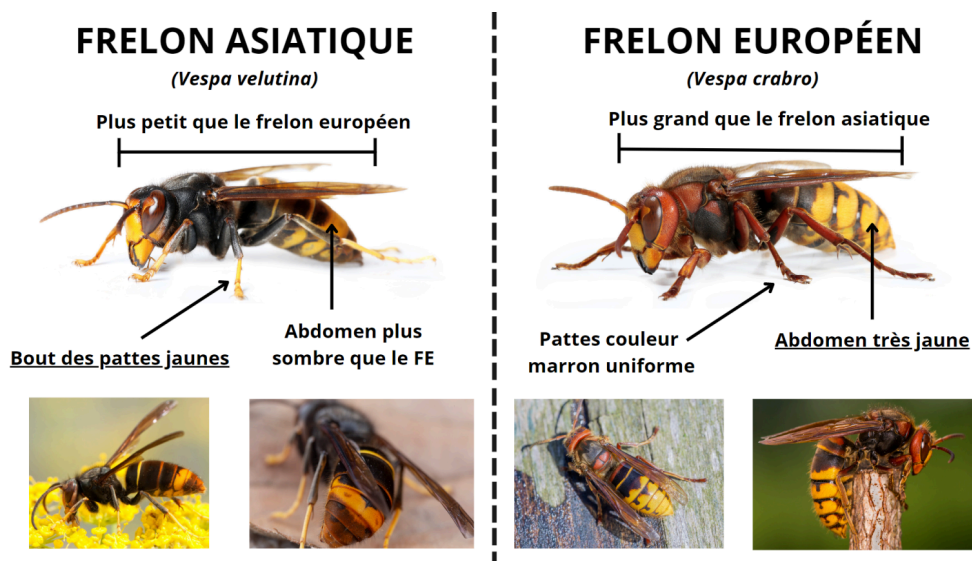 FRELON ASIATIQUE
(Vespa velutina)
Plus petit que le frelon européen
Bout des pattes jaunes
Abdomen plus
sombre que le FE
FRELON EUROPÉEN
(Vespa crabro)
Plus grand que le frelon asiatique
Pattes couleur
marron uniforme
Abdomen très jaune